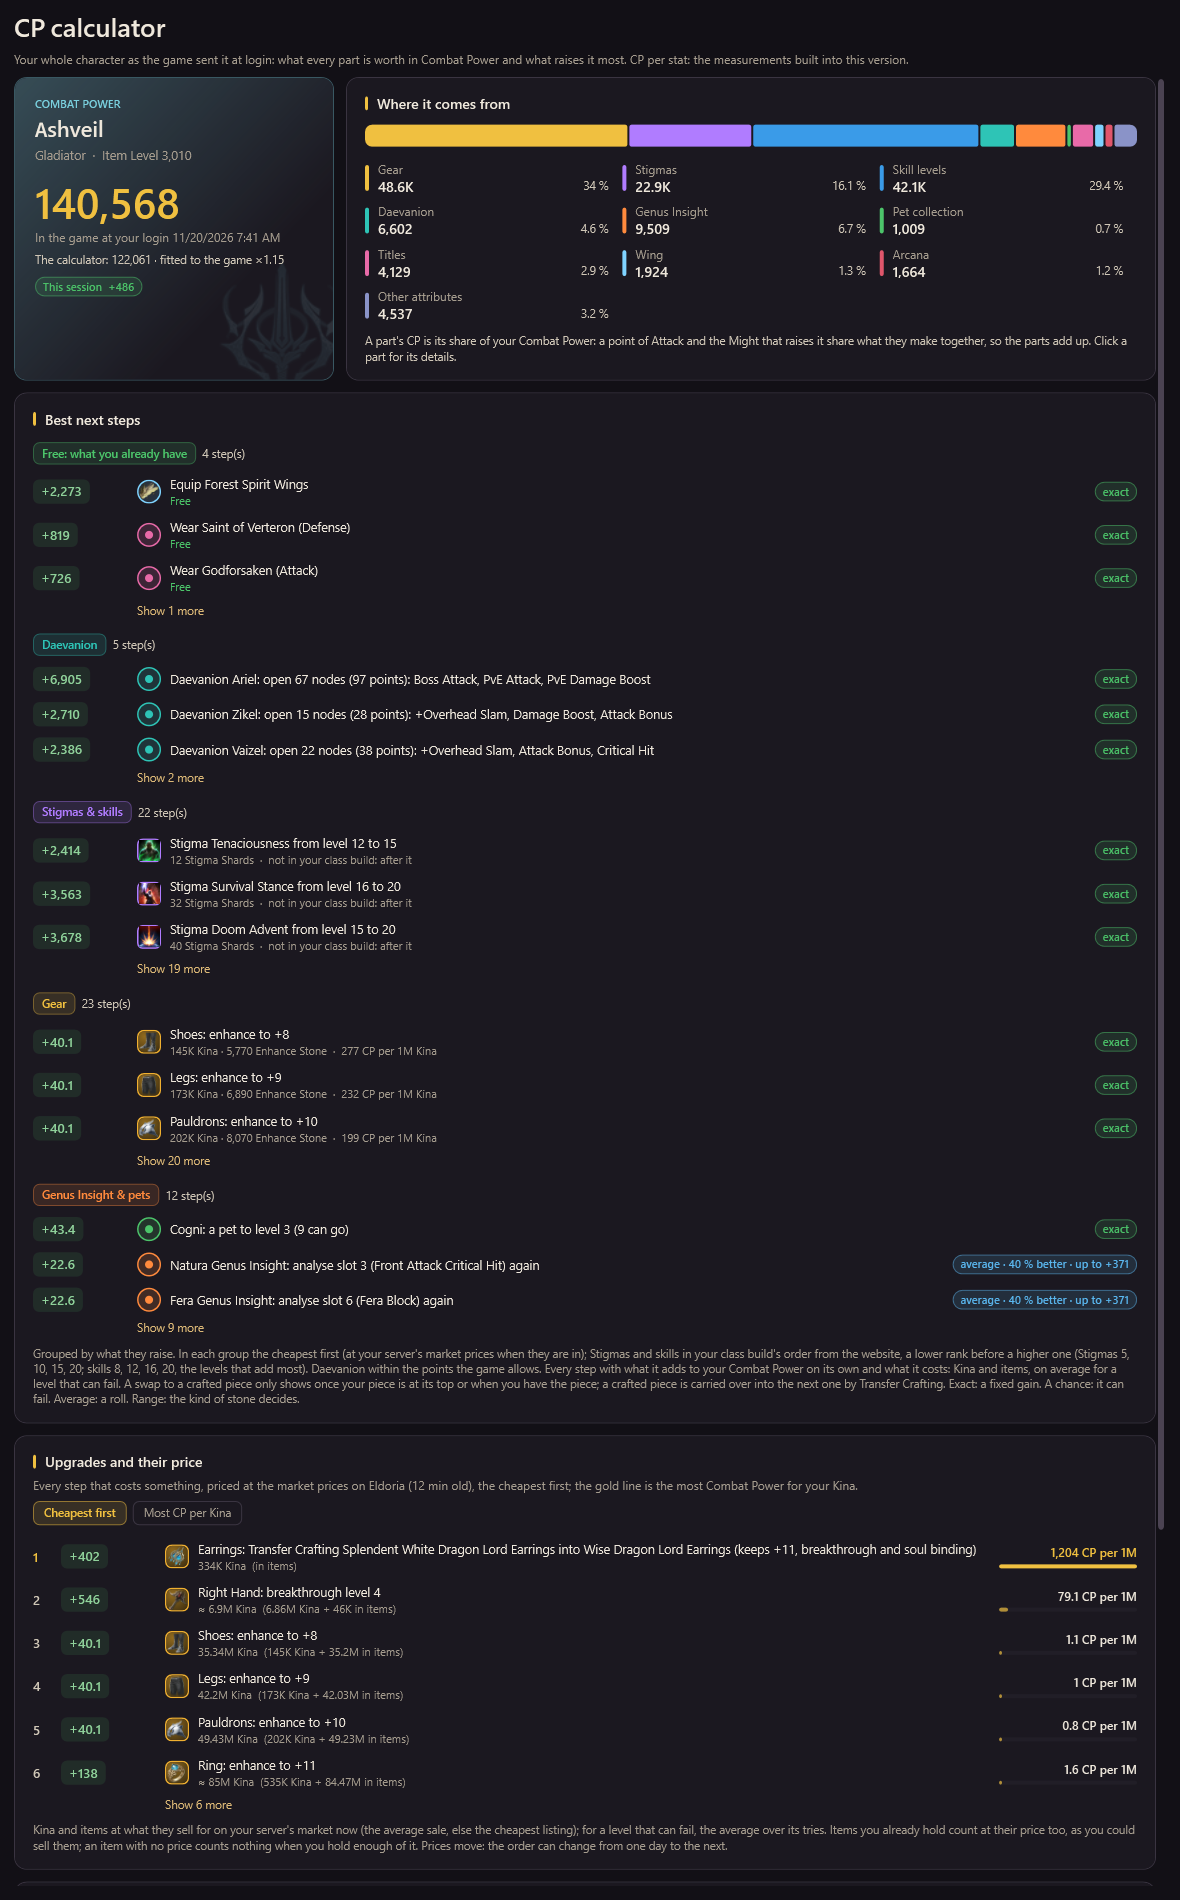 CP calculator
Your whole character as the game sent it at login: what every part is worth in Combat Power and what raises it most. CP per stat: the measurements built into this version.
COMBAT POWER
Ashveil
Gladiator · Item Level 3,010
140,568
In the game at your login 11/20/2026 7:41 AM
The calculator: 122,061 · fitted to the game ×1.15
This session +486
Where it comes from
Gear
48.6K 34 %
Stigmas
22.9K 16.1 %
Skill levels
42.1K 29.4 %
Daevanion
6,602 4.6 %
Genus Insight
9,509 6.7 %
Pet collection
1,009 0.7 %
Titles
4,129 2.9 %
Wing
1,924 1.3 %
Arcana
1,664 1.2 %
Other attributes
4,537 3.2 %
A part's CP is its share of your Combat Power: a point of Attack and the Might that raises it share what they make together, so the parts add up. Click a
part for its details.
Best next steps
Free: what you already have 4 step(s)
+2,273 Equip Forest Spirit Wings exact
Free
+819 Wear Saint of Verteron (Defense) exact
Free
+726 Wear Godforsaken (Attack) exact
Free
Show 1 more
Daevanion 5 step(s)
+6,905 Daevanion Ariel: open 67 nodes (97 points): Boss Attack, PvE Attack, PvE Damage Boost exact
+2,710 Daevanion Zikel: open 15 nodes (28 points): +Overhead Slam, Damage Boost, Attack Bonus exact
+2,386 Daevanion Vaizel: open 22 nodes (38 points): +Overhead Slam, Attack Bonus, Critical Hit exact
Show 2 more
Stigmas & skills 22 step(s)
+2,414 Stigma Tenaciousness from level 12 to 15 exact
12 Stigma Shards · not in your class build: after it
+3,563 Stigma Survival Stance from level 16 to 20 exact
32 Stigma Shards · not in your class build: after it
+3,678 Stigma Doom Advent from level 15 to 20 exact
40 Stigma Shards · not in your class build: after it
Show 19 more
Gear 23 step(s)
+40.1 Shoes: enhance to +8 exact
145K Kina · 5,770 Enhance Stone · 277 CP per 1M Kina
+40.1 Legs: enhance to +9 exact
173K Kina · 6,890 Enhance Stone · 232 CP per 1M Kina
+40.1 Pauldrons: enhance to +10 exact
202K Kina · 8,070 Enhance Stone · 199 CP per 1M Kina
Show 20 more
Genus Insight & pets 12 step(s)
+43.4 Cogni: a pet to level 3 (9 can go) exact
+22.6 Natura Genus Insight: analyse slot 3 (Front Attack Critical Hit) again average · 40 % better · up to +371
+22.6 Fera Genus Insight: analyse slot 6 (Fera Block) again average · 40 % better · up to +371
Show 9 more
Grouped by what they raise. In each group the cheapest first (at your server's market prices when they are in); Stigmas and skills in your class build's order from the website, a lower rank before a higher one (Stigmas 5,
10, 15, 20; skills 8, 12, 16, 20, the levels that add most). Daevanion within the points the game allows. Every step with what it adds to your Combat Power on its own and what it costs: Kina and items, on average for a
level that can fail. A swap to a crafted piece only shows once your piece is at its top or when you have the piece; a crafted piece is carried over into the next one by Transfer Crafting. Exact: a fixed gain. A chance: it can
fail. Average: a roll. Range: the kind of stone decides.
Upgrades and their price
Every step that costs something, priced at the market prices on Eldoria (12 min old), the cheapest first; the gold line is the most Combat Power for your Kina.
Cheapest first Most CP per Kina
1 +402 Earrings: Transfer Crafting Splendent White Dragon Lord Earrings into Wise Dragon Lord Earrings (keeps +11, breakthrough and soul binding) 1,204 CP per 1M
334K Kina (in items)
2 +546 Right Hand: breakthrough level 4 79.1 CP per 1M
≈ 6.9M Kina (6.86M Kina + 46K in items)
3 +40.1 Shoes: enhance to +8 1.1 CP per 1M
35.34M Kina (145K Kina + 35.2M in items)
4 +40.1 Legs: enhance to +9 1 CP per 1M
42.2M Kina (173K Kina + 42.03M in items)
5 +40.1 Pauldrons: enhance to +10 0.8 CP per 1M
49.43M Kina (202K Kina + 49.23M in items)
6 +138 Ring: enhance to +11 1.6 CP per 1M
≈ 85M Kina (535K Kina + 84.47M in items)
Show 6 more
Kina and items at what they sell for on your server's market now (the average sale, else the cheapest listing); for a level that can fail, the average over its tries. Items you already hold count at their price too, as you could
sell them; an item with no price counts nothing when you hold enough of it. Prices move: the order can change from one day to the next.